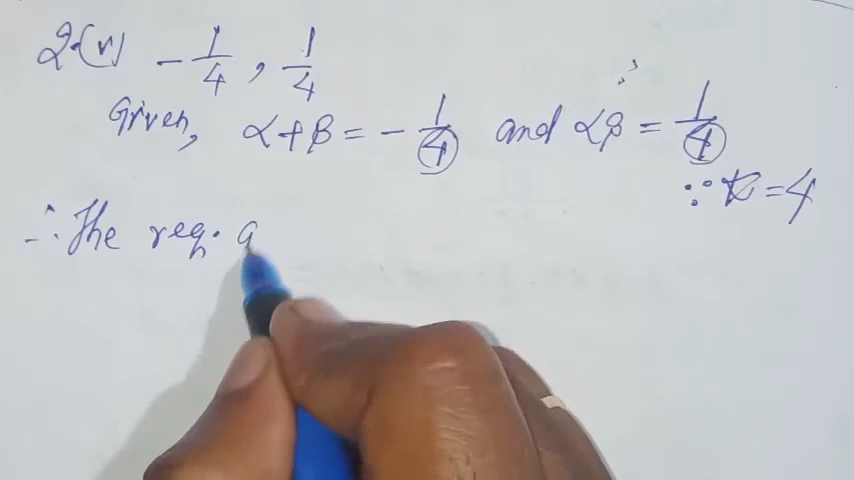 2.(v) -1/4, 1/4
Given, α+β = -1/4 and αβ = 1/4
∵ k = 4
∴ The req. q